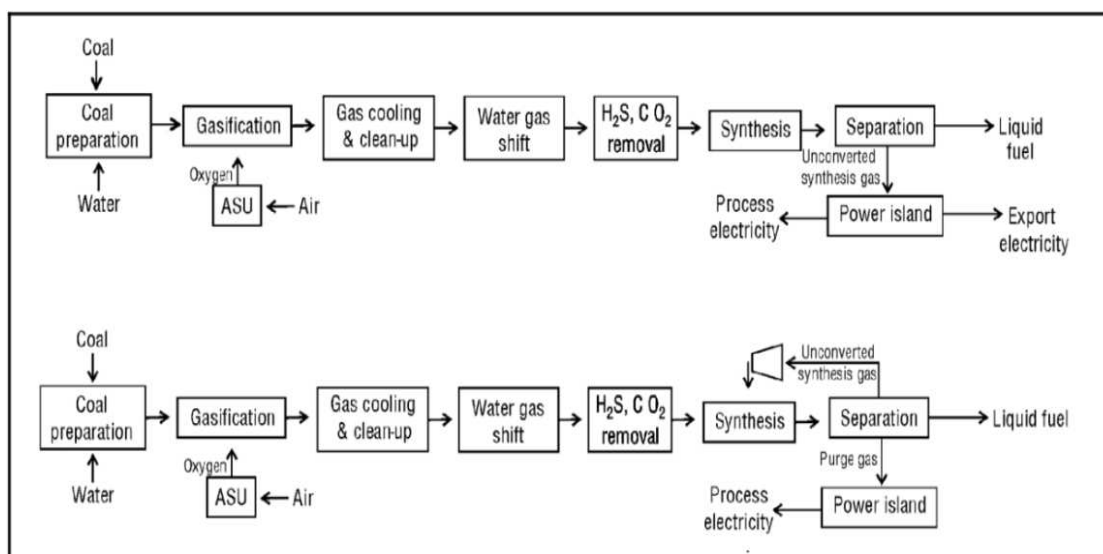 Coal
Coal
preparation
Water
Gasification
Oxygen
ASU
Air
Gas cooling
& clean-up
Water gas
shift
H₂S, C O₂
removal
Synthesis
Separation
Liquid
fuel
Unconverted
synthesis gas
Process
electricity
Power island
Export
electricity
Coal
Coal
preparation
Water
Gasification
Oxygen
ASU
Air
Gas cooling
& clean-up
Water gas
shift
H₂S, C O₂
removal
Synthesis
Unconverted
synthesis gas
Separation
Liquid fuel
Purge gas
Process
electricity
Power island